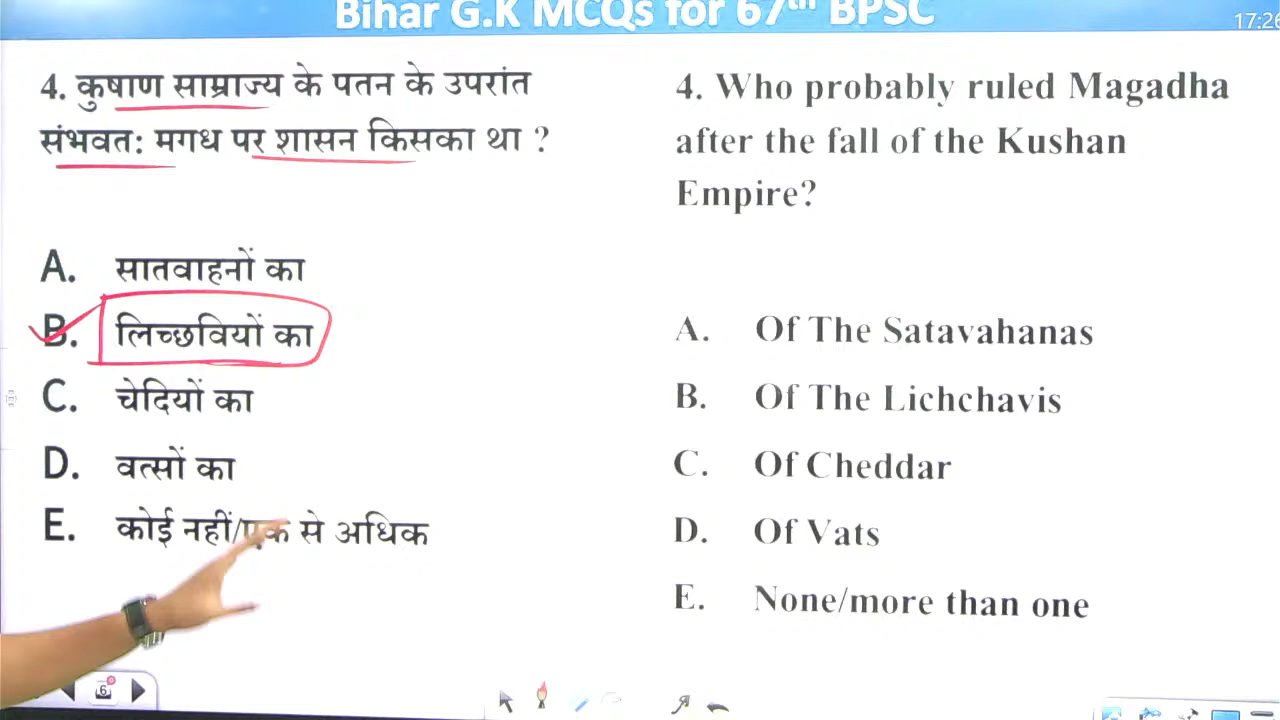 Bihar G.K MCQs for 67th BPSC
17:26
4. कुषाण साम्राज्य के पतन के उपरांत
संभवत: मगध पर शासन किसका था ?
A. सातवाहनों का
B. लिच्छवियों का
C. चेदियों का
D. वत्सों का
E. कोई नहीं/एक से अधिक
4. Who probably ruled Magadha
after the fall of the Kushan
Empire?
A. Of The Satavahanas
B. Of The Lichchavis
C. Of Cheddar
D. Of Vats
E. None/more than one
6